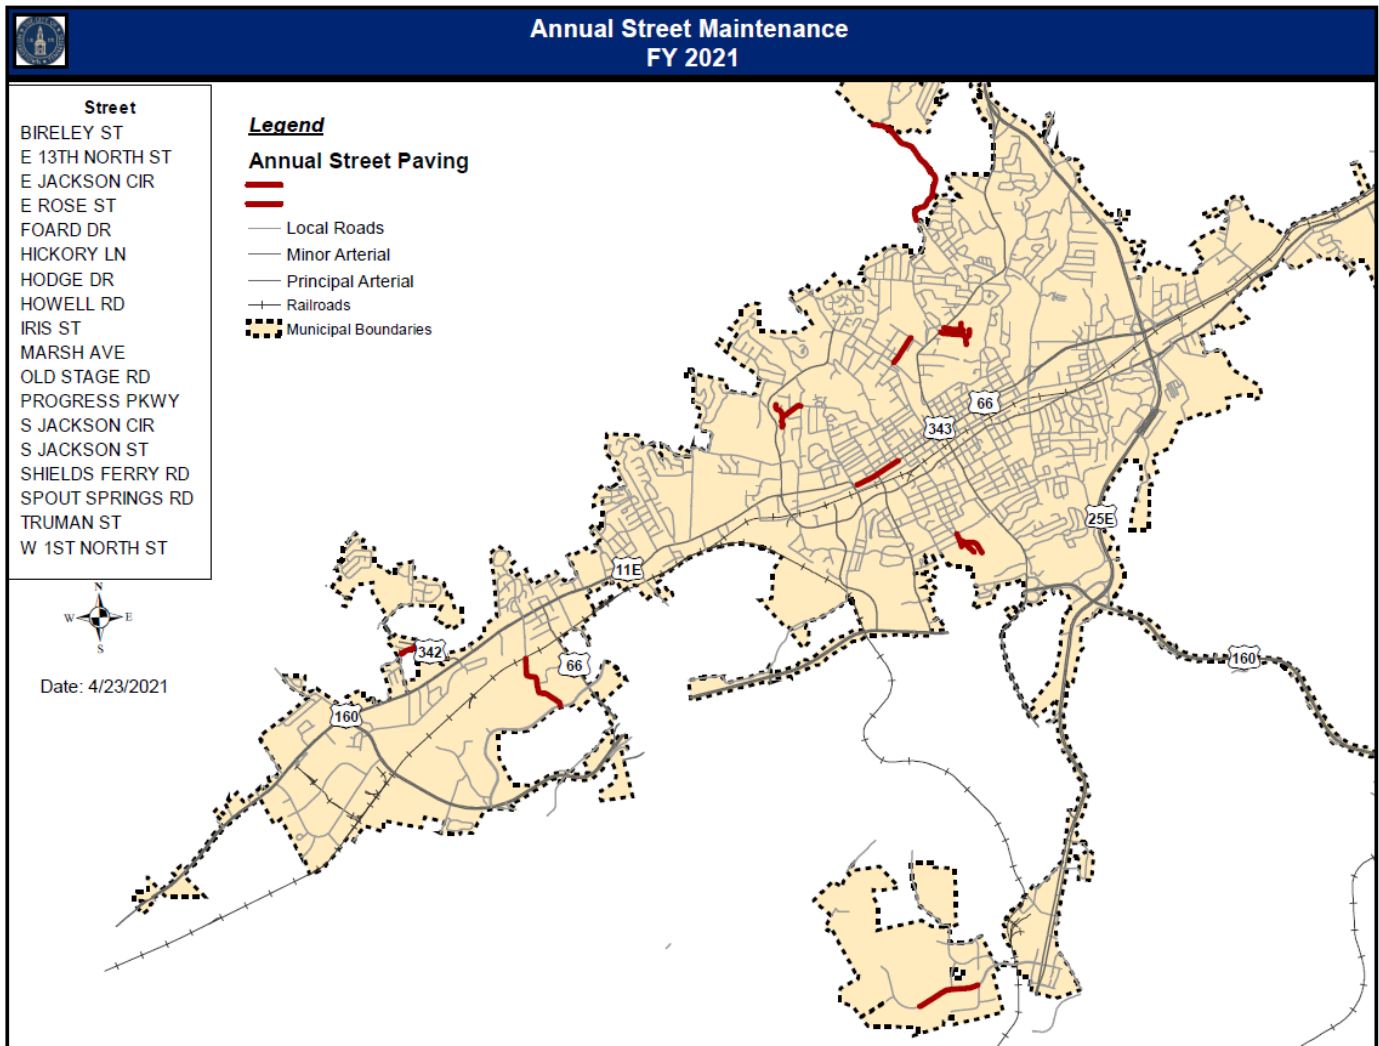 Annual Street Maintenance
FY 2021
Street
BIRELEY ST
E 13TH NORTH ST
E JACKSON CIR
E ROSE ST
FOARD DR
HICKORY LN
HODGE DR
HOWELL RD
IRIS ST
MARSH AVE
OLD STAGE RD
PROGRESS PKWY
S JACKSON CIR
S JACKSON ST
SHIELDS FERRY RD
SPOUT SPRINGS RD
TRUMAN ST
W 1ST NORTH ST
Legend
Annual Street Paving
Local Roads
Minor Arterial
Principal Arterial
Railroads
Municipal Boundaries
N
W E
S
Date: 4/23/2021
66
343
25E
11E
342
66
160
160